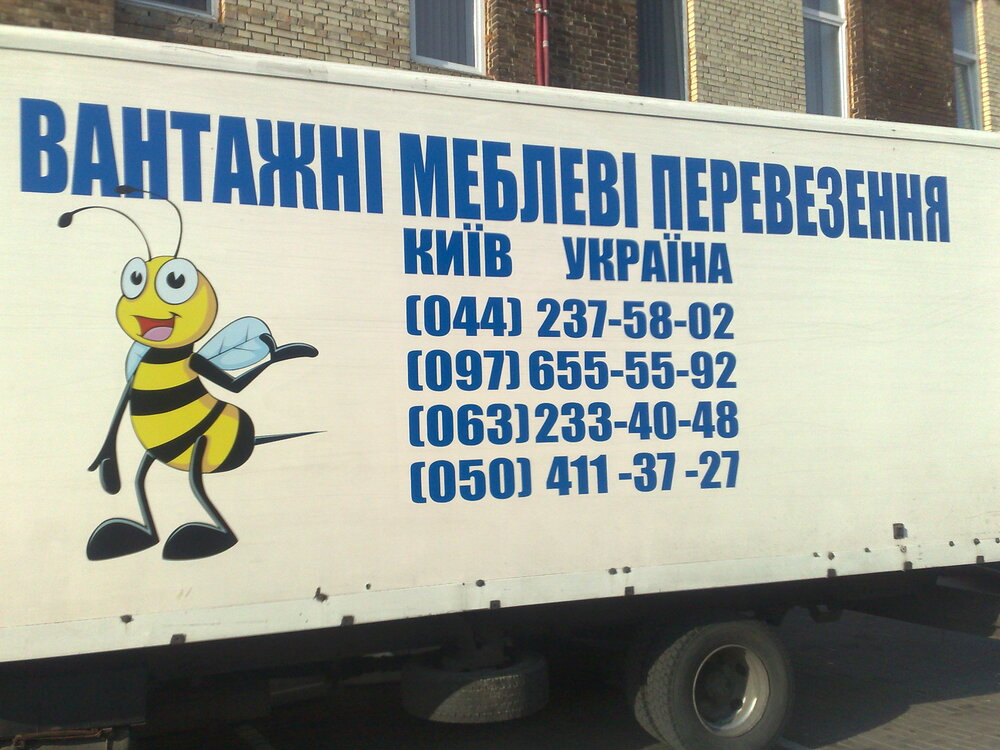 ВАНТАЖНІ МЕБЛЕВІ ПЕРЕВЕЗЕННЯ
КИЇВ УКРАЇНА
(044) 237-58-02
(097) 655-55-92
(063) 233-40-48
(050) 411-37-27